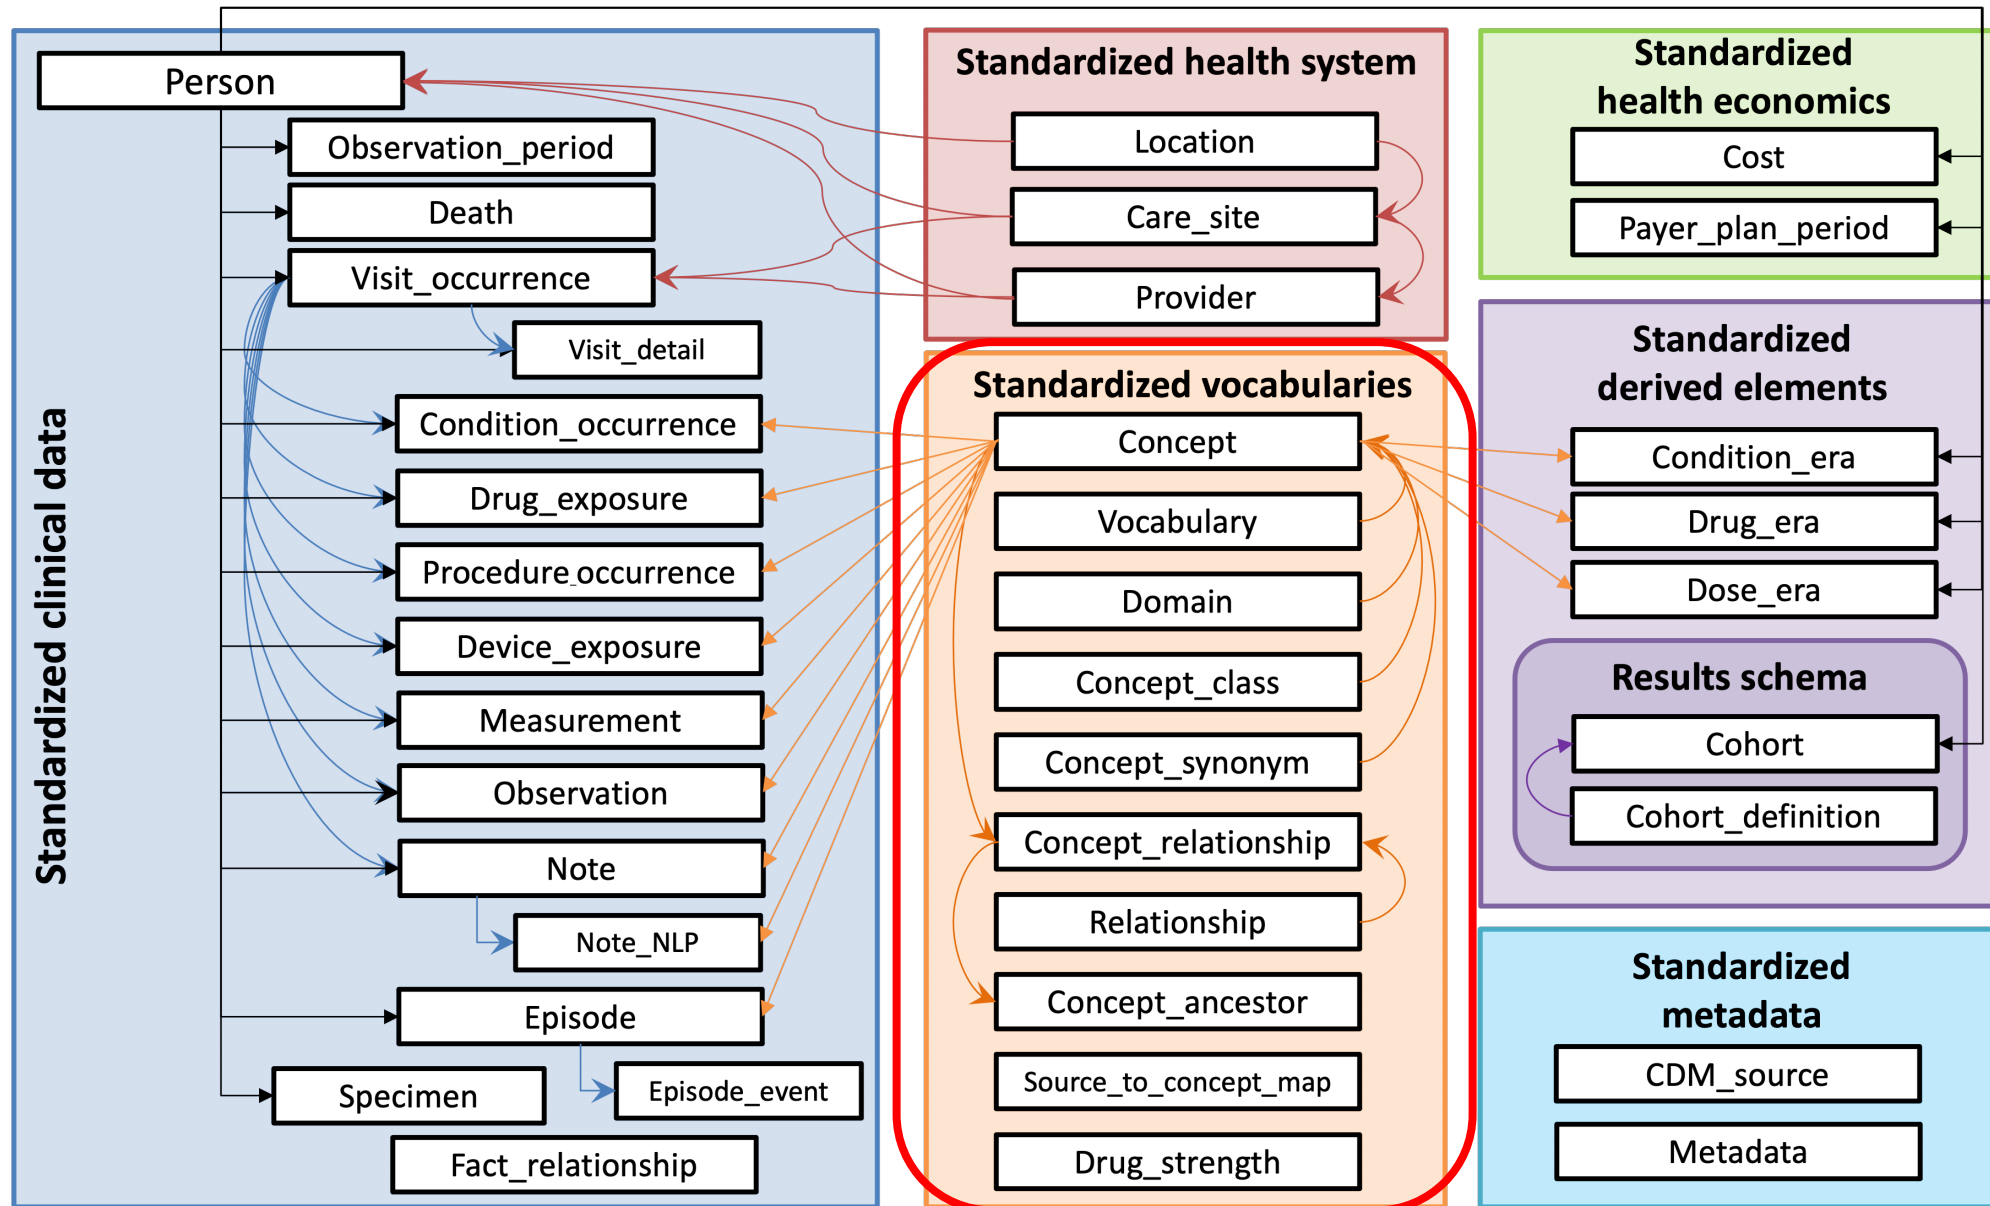 Standardized clinical data
Person
Observation_period
Death
Visit_occurrence
Visit_detail
Condition_occurrence
Drug_exposure
Procedure_occurrence
Device_exposure
Measurement
Observation
Note
Note_NLP
Episode
Episode_event
Specimen
Fact_relationship
Standardized health system
Location
Care_site
Provider
Standardized vocabularies
Concept
Vocabulary
Domain
Concept_class
Concept_synonym
Concept_relationship
Relationship
Concept_ancestor
Source_to_concept_map
Drug_strength
Standardized
health economics
Cost
Payer_plan_period
Standardized
derived elements
Condition_era
Drug_era
Dose_era
Results schema
Cohort
Cohort_definition
Standardized
metadata
CDM_source
Metadata